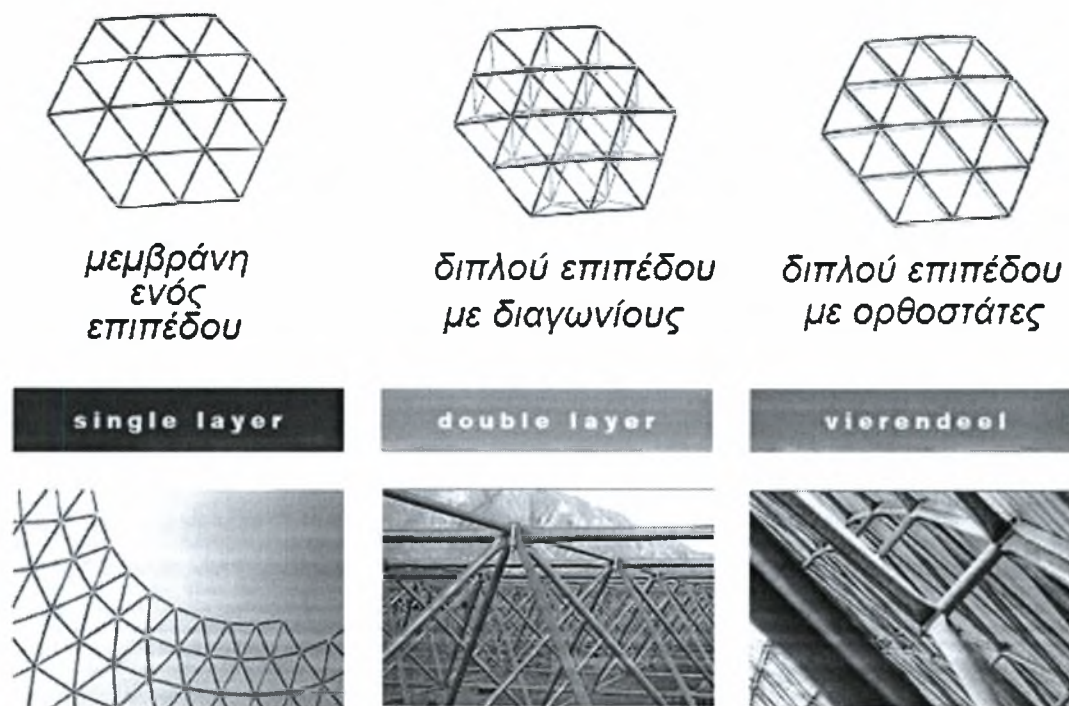 μεμβράνη
ενός
επιπέδου
διπλού επιπέδου
με διαγωνίους
διπλού επιπέδου
με ορθοστάτες
single layer
double layer
vierendeel